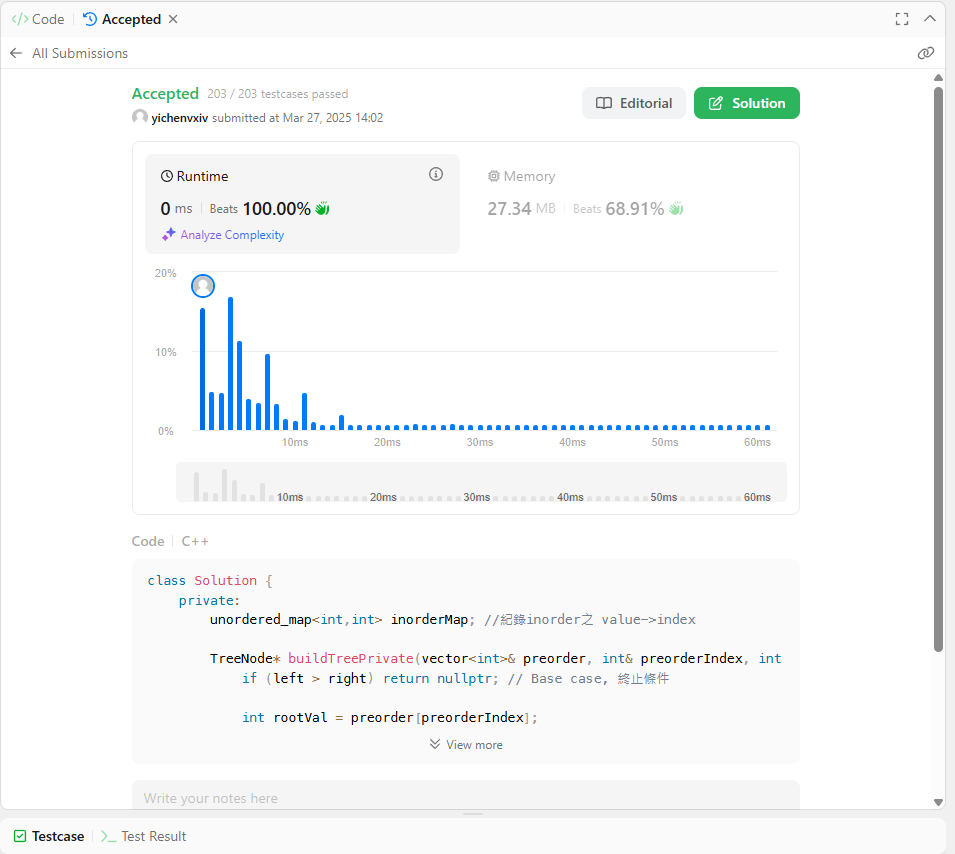 </> Code | Accepted ×
All Submissions
Accepted 203 / 203 testcases passed
yichenvxiv submitted at Mar 27, 2025 14:02
Editorial
Solution
Runtime
0 ms | Beats 100.00%
Analyze Complexity
Memory
27.34 MB | Beats 68.91%
20%
10%
0%
10ms 20ms 30ms 40ms 50ms 60ms
10ms 20ms 30ms 40ms 50ms 60ms
Code | C++
class Solution {
    private:
        unordered_map<int,int> inorderMap; //紀錄inorder之 value->index
        TreeNode* buildTreePrivate(vector<int>& preorder, int& preorderIndex, int
            if (left > right) return nullptr; // Base case, 終止條件
            int rootVal = preorder[preorderIndex];
View more
Write your notes here
Testcase | >_ Test Result